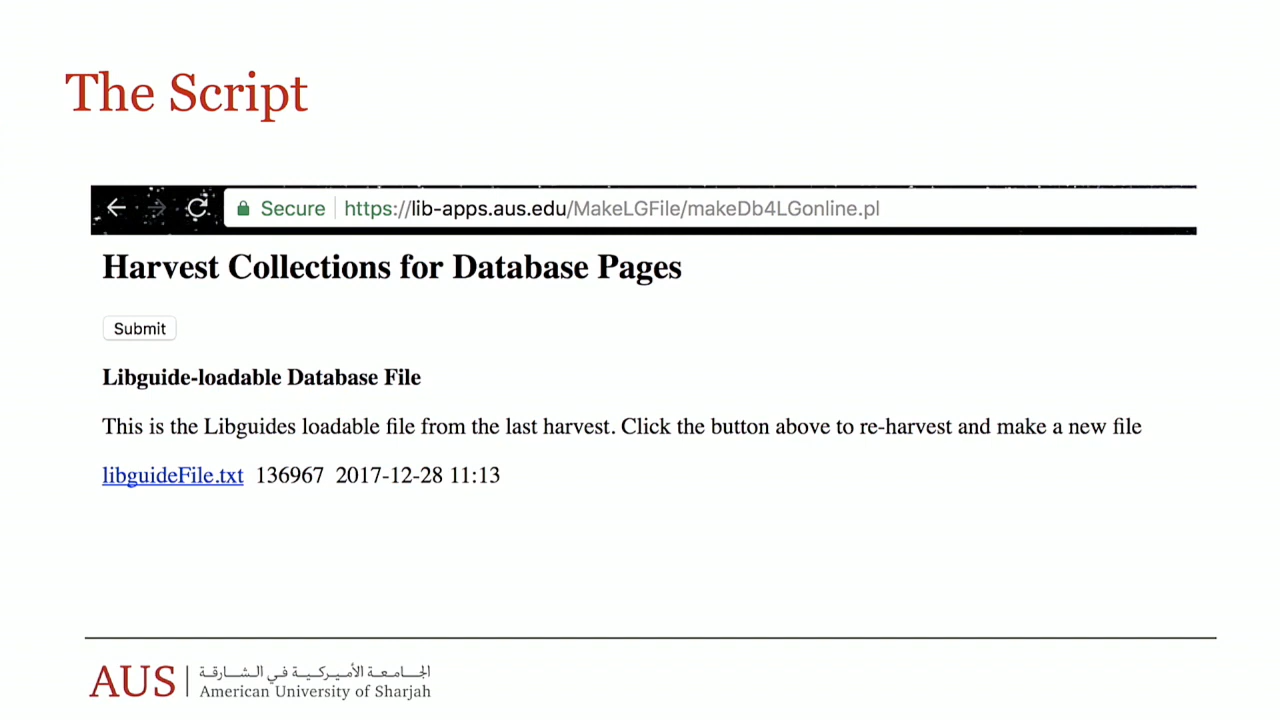 The Script
Secure https://lib-apps.aus.edu/MakeLGFile/makeDb4LGonline.pl
Harvest Collections for Database Pages
Submit
Libguide-loadable Database File
This is the Libguides loadable file from the last harvest. Click the button above to re-harvest and make a new file
libguideFile.txt 136967 2017-12-28 11:13
AUS
الجامعة الأميركية في الشارقة
American University of Sharjah